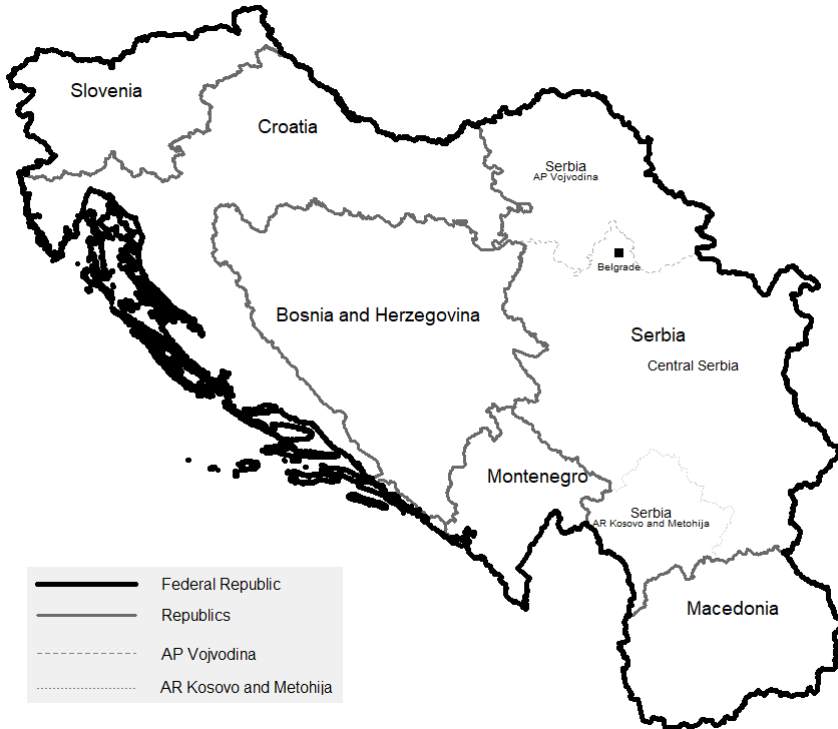 Slovenia
Croatia
Serbia
AP Vojvodina
Belgrade
Bosnia and Herzegovina
Serbia
Central Serbia
Montenegro
Serbia
AR Kosovo and Metohija
Macedonia
Federal Republic
Republics
AP Vojvodina
AR Kosovo and Metohija